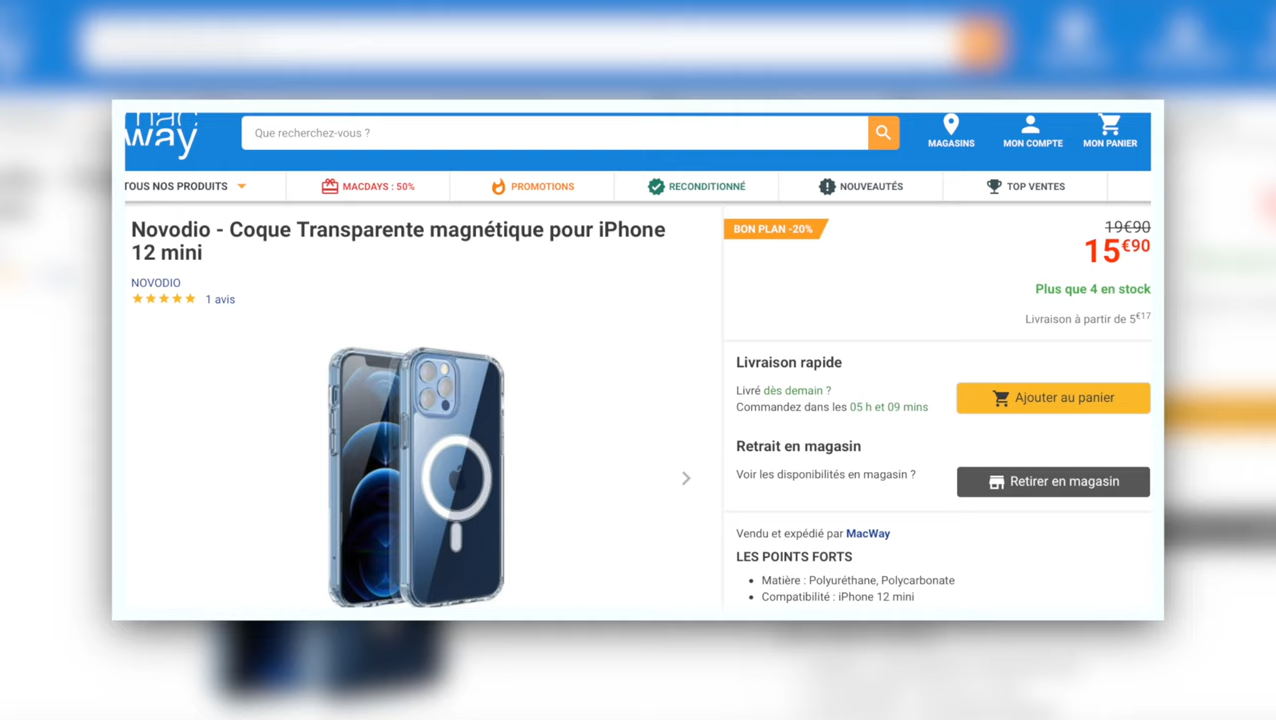 mac
way
Que recherchez-vous ?
MAGASINS
MON COMPTE
MON PANIER
TOUS NOS PRODUITS
MACDAYS : 50%
PROMOTIONS
RECONDITIONNÉ
NOUVEAUTÉS
TOP VENTES
Novodio - Coque Transparente magnétique pour iPhone
12 mini
NOVODIO
1 avis
BON PLAN -20%
19€90
15€90
Plus que 4 en stock
Livraison à partir de 5€17
Livraison rapide
Livré dès demain ?
Commandez dans les 05 h et 09 mins
Ajouter au panier
Retrait en magasin
Voir les disponibilités en magasin ?
Retirer en magasin
Vendu et expédié par MacWay
LES POINTS FORTS
• Matière : Polyuréthane, Polycarbonate
• Compatibilité : iPhone 12 mini